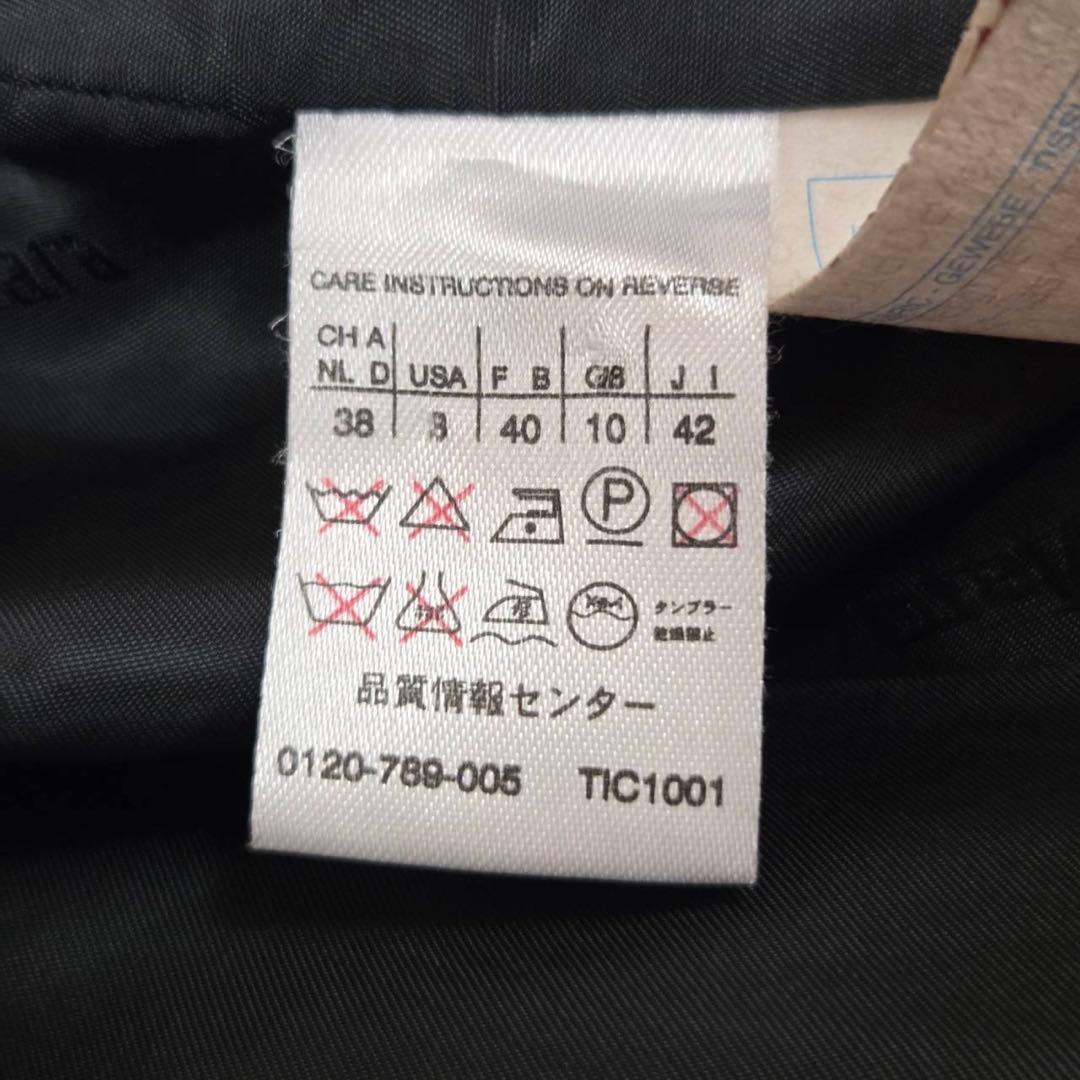 CARE INSTRUCTIONS ON REVERSE
CH A
NL D USA F B GB J I
38 8 40 10 42
P
タンブラー
乾燥禁止
品質情報センター
0120-789-005 TIC1001
GEWEBE